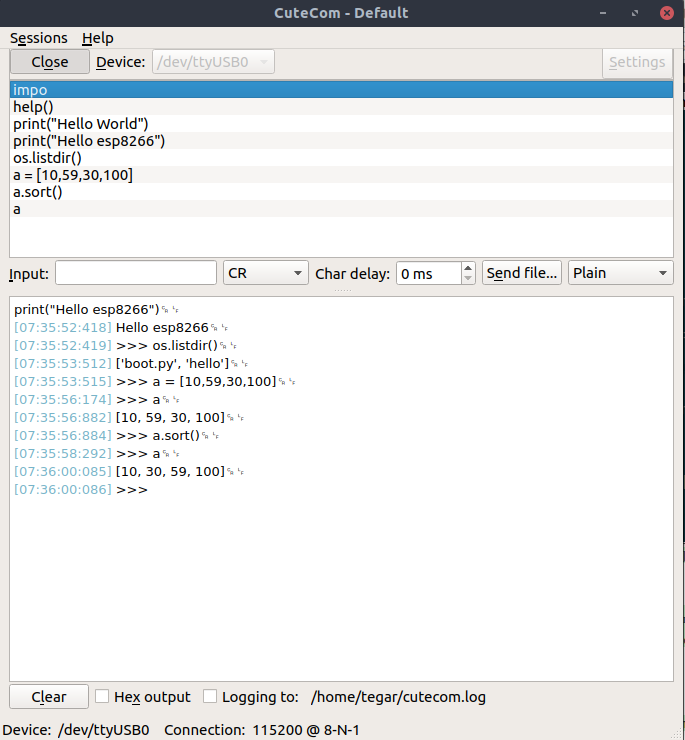 CuteCom - Default
Sessions Help
Close Device: /dev/ttyUSB0 Settings
impo
help()
print("Hello World")
print("Hello esp8266")
os.listdir()
a = [10,59,30,100]
a.sort()
a
Input: CR Char delay: 0 ms Send file... Plain
print("Hello esp8266")␍␊
[07:35:52:418] Hello esp8266␍␊
[07:35:52:419] >>> os.listdir()␍␊
[07:35:53:512] ['boot.py', 'hello']␍␊
[07:35:53:515] >>> a = [10,59,30,100]␍␊
[07:35:56:174] >>> a␍␊
[07:35:56:882] [10, 59, 30, 100]␍␊
[07:35:56:884] >>> a.sort()␍␊
[07:35:58:292] >>> a␍␊
[07:36:00:085] [10, 30, 59, 100]␍␊
[07:36:00:086] >>>
Clear Hex output Logging to: /home/tegar/cutecom.log
Device: /dev/ttyUSB0 Connection: 115200 @ 8-N-1